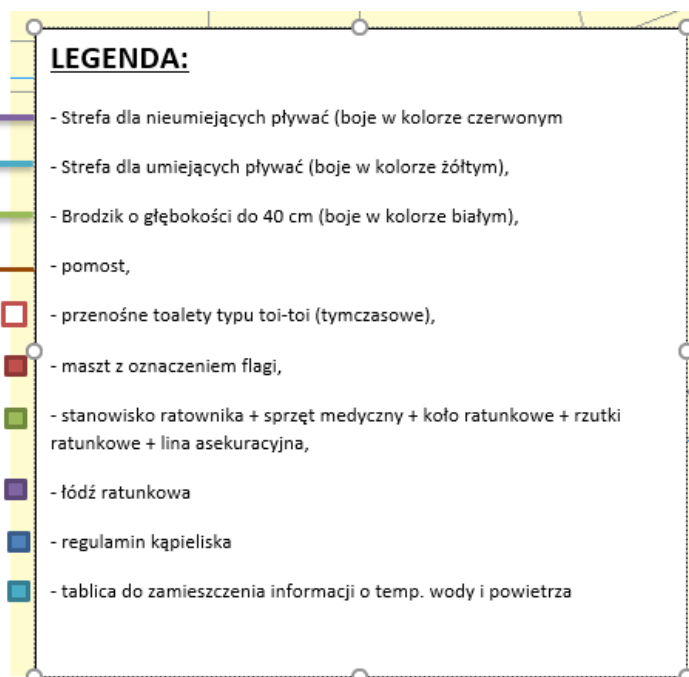 LEGENDA:
- Strefa dla nieumiejących pływać (boje w kolorze czerwonym
- Strefa dla umiejących pływać (boje w kolorze żółtym),
- Brodzik o głębokości do 40 cm (boje w kolorze białym),
- pomost,
- przenośne toalety typu toi-toi (tymczasowe),
- maszt z oznaczeniem flagi,
- stanowisko ratownika + sprzęt medyczny + koło ratunkowe + rzutki
ratunkowe + lina asekuracyjna,
- łódź ratunkowa
- regulamin kąpieliska
- tablica do zamieszczenia informacji o temp. wody i powietrza